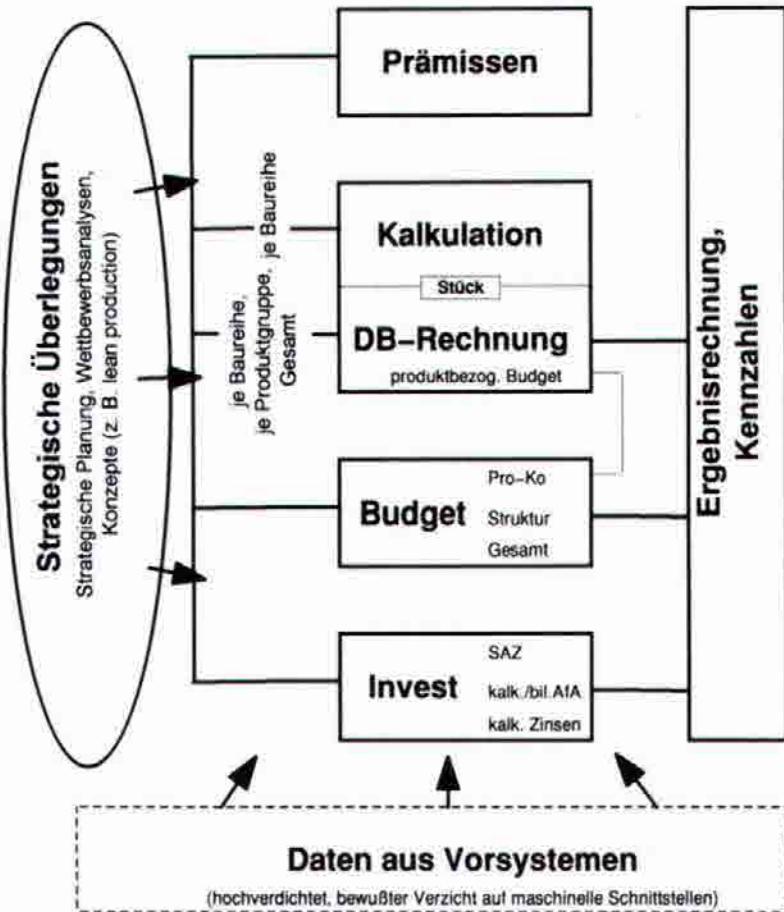 Strategische Überlegungen
Strategische Planung, Wettbewerbsanalysen,
Konzepte (z. B. lean production)
Prämissen
je Baureihe
Kalkulation
Stück
je Baureihe,
je Produktgruppe,
Gesamt
DB-Rechnung
produktbezog. Budget
Budget
Pro-Ko
Struktur
Gesamt
Invest
SAZ
kalk./bil.AfA
kalk. Zinsen
Ergebnisrechnung,
Kennzahlen
Daten aus Vorsystemen
(hochverdichtet, bewußter Verzicht auf maschinelle Schnittstellen)